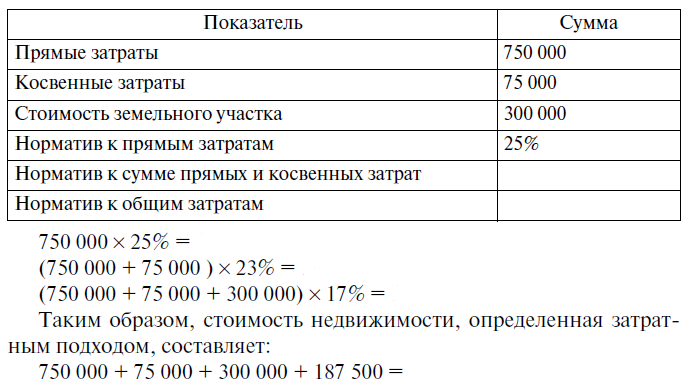 Показатель Сумма
Прямые затраты 750 000
Косвенные затраты 75 000
Стоимость земельного участка 300 000
Норматив к прямым затратам 25%
Норматив к сумме прямых и косвенных затрат
Норматив к общим затратам
750 000 × 25% =
(750 000 + 75 000 ) × 23% =
(750 000 + 75 000 + 300 000) × 17% =
Таким образом, стоимость недвижимости, определенная затрат-
ным подходом, составляет:
750 000 + 75 000 + 300 000 + 187 500 =